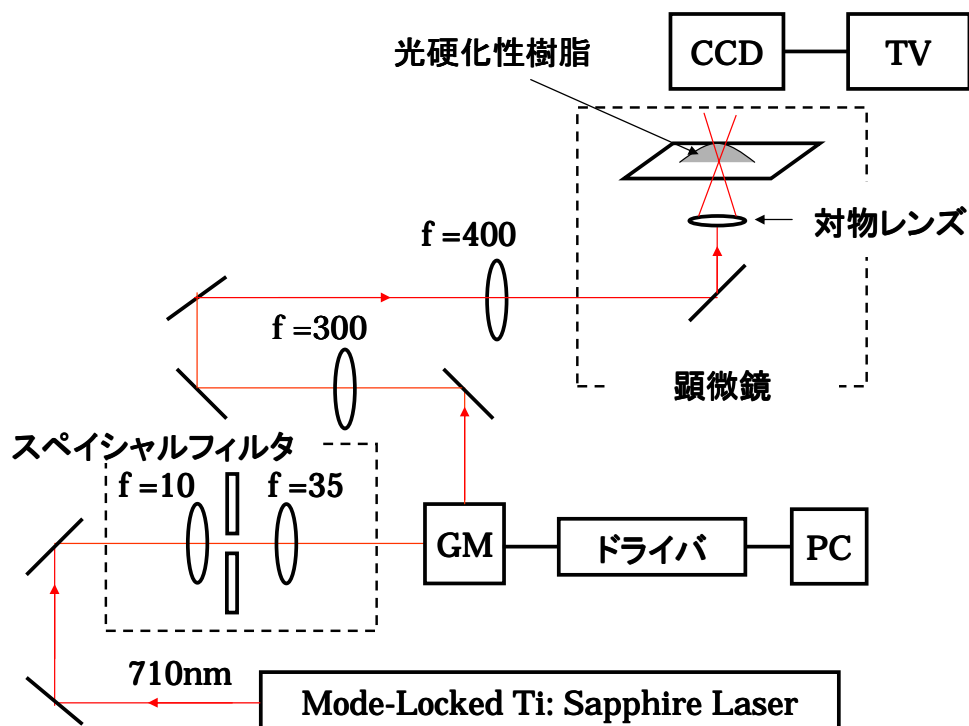 光硬化性樹脂
CCD
TV
対物レンズ
f =400
f =300
顕微鏡
スペイシャルフィルタ
f =10
f =35
GM
ドライバ
PC
710nm
Mode-Locked Ti: Sapphire Laser